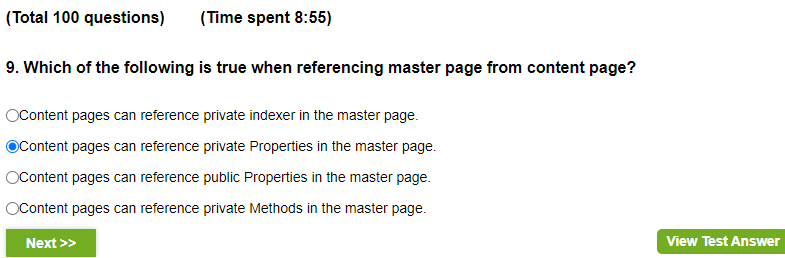 (Total 100 questions) (Time spent 8:55)
9. Which of the following is true when referencing master page from content page?
Content pages can reference private indexer in the master page.
Content pages can reference private Properties in the master page.
Content pages can reference public Properties in the master page.
Content pages can reference private Methods in the master page.
Next >> View Test Answer